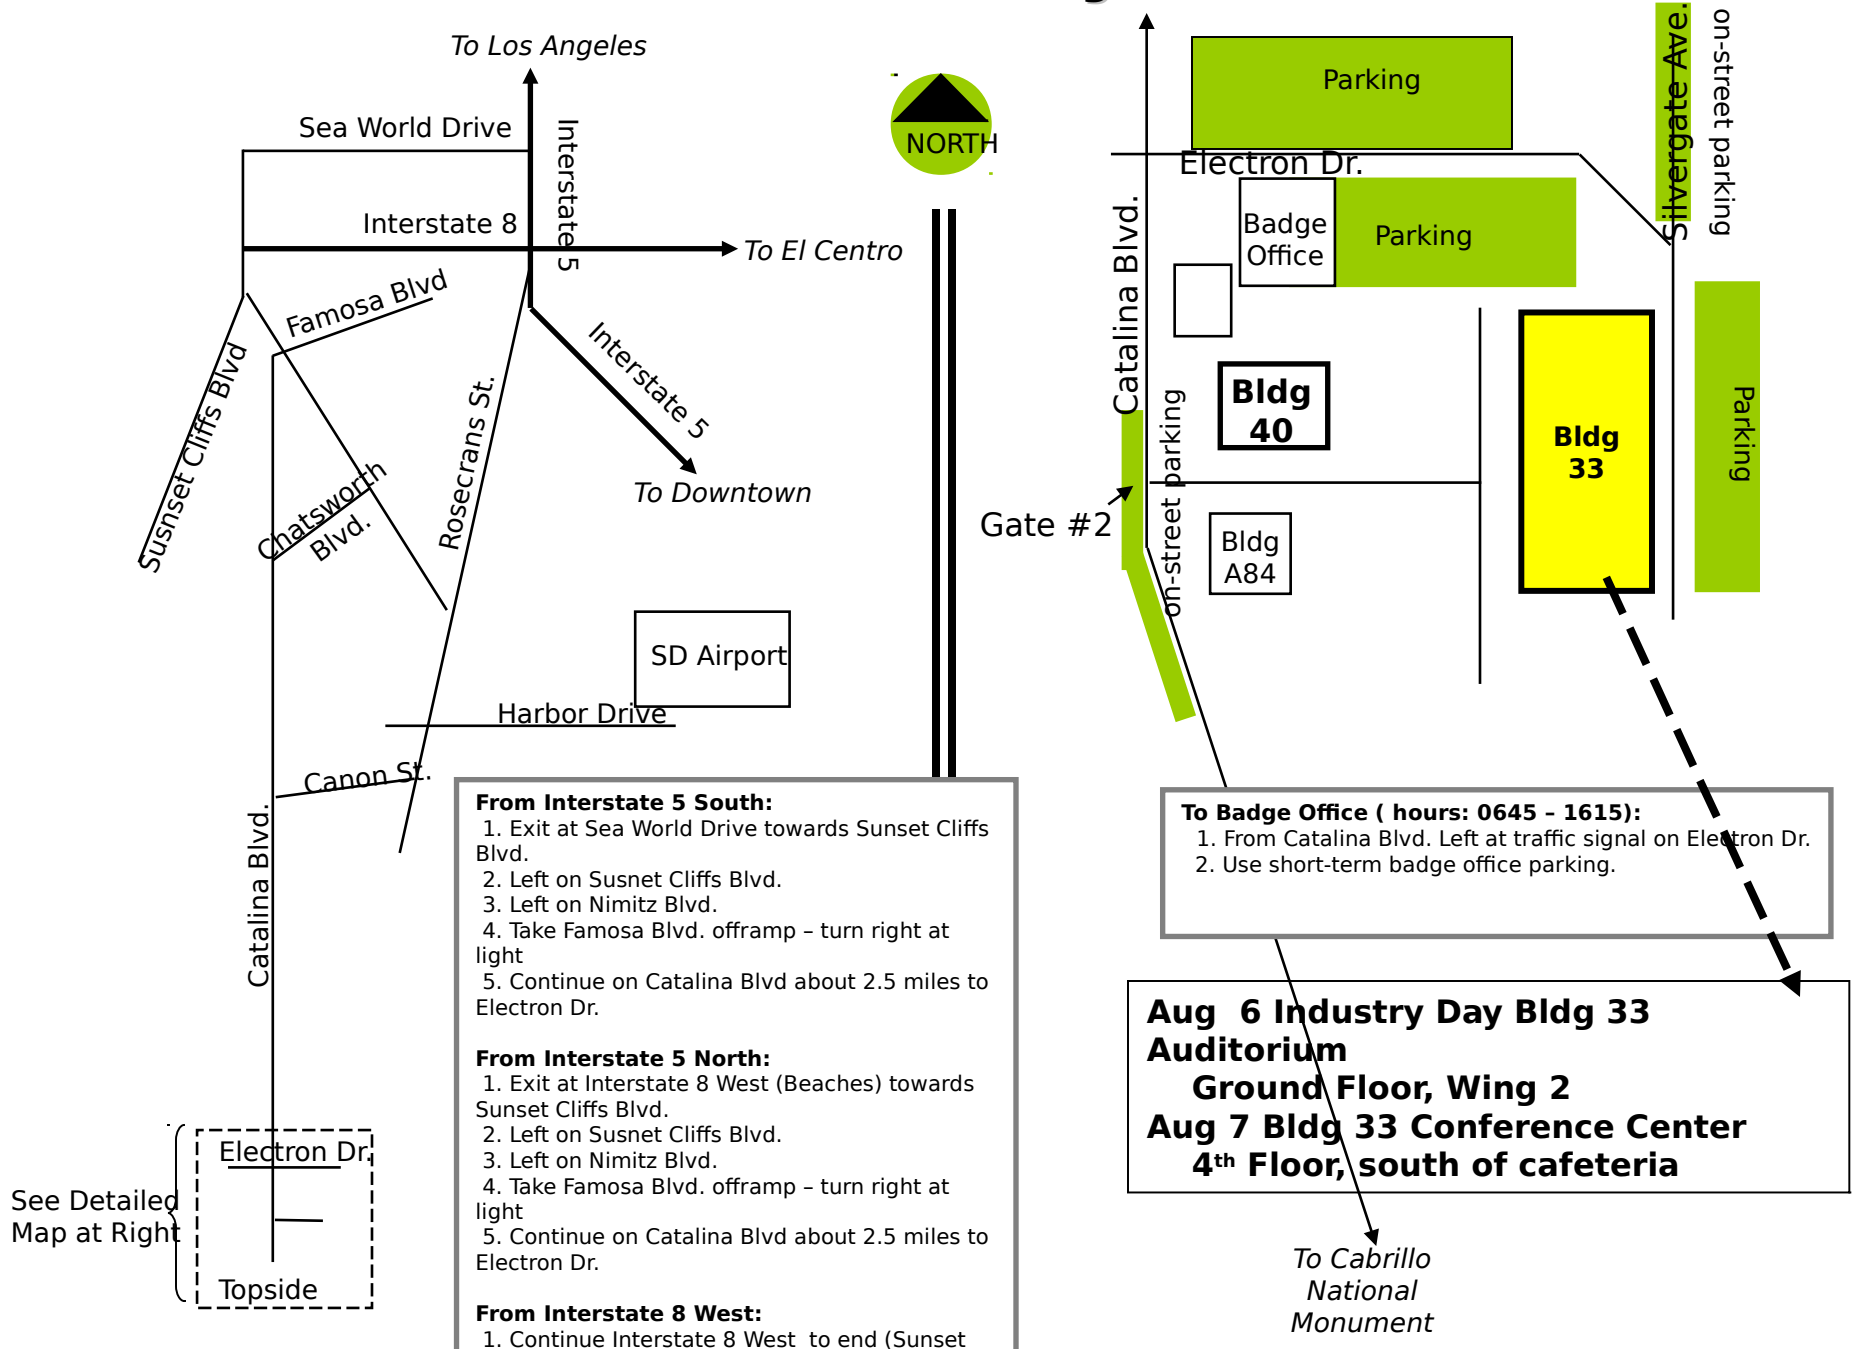 To Los Angeles
Sea World Drive
Interstate 5
Interstate 8
To El Centro
NORTH
Famosa Blvd
Susnset Cliffs Blvd
Interstate 5
Rosecrans St.
To Downtown
Chatsworth
Blvd.
SD Airport
Harbor Drive
Canon St.
Catalina Blvd.
Electron Dr.
See Detailed
Map at Right
Topside
From Interstate 5 South:
1. Exit at Sea World Drive towards Sunset Cliffs
Blvd.
2. Left on Susnet Cliffs Blvd.
3. Left on Nimitz Blvd.
4. Take Famosa Blvd. offramp – turn right at
light
5. Continue on Catalina Blvd about 2.5 miles to
Electron Dr.
From Interstate 5 North:
1. Exit at Interstate 8 West (Beaches) towards
Sunset Cliffs Blvd.
2. Left on Susnet Cliffs Blvd.
3. Left on Nimitz Blvd.
4. Take Famosa Blvd. offramp – turn right at
light
5. Continue on Catalina Blvd about 2.5 miles to
Electron Dr.
From Interstate 8 West:
1. Continue Interstate 8 West  to end (Sunset
Parking
Silvergate Ave.
on-street parking
Electron Dr.
Badge
Office
Parking
Catalina Blvd.
Bldg
40
Bldg
33
Parking
on-street parking
Gate #2
Bldg
A84
To Badge Office ( hours: 0645 – 1615):
1. From Catalina Blvd. Left at traffic signal on Electron Dr.
2. Use short-term badge office parking.
Aug  6 Industry Day Bldg 33
Auditorium
Ground Floor, Wing 2
Aug 7 Bldg 33 Conference Center
4th Floor, south of cafeteria
To Cabrillo
National
Monument